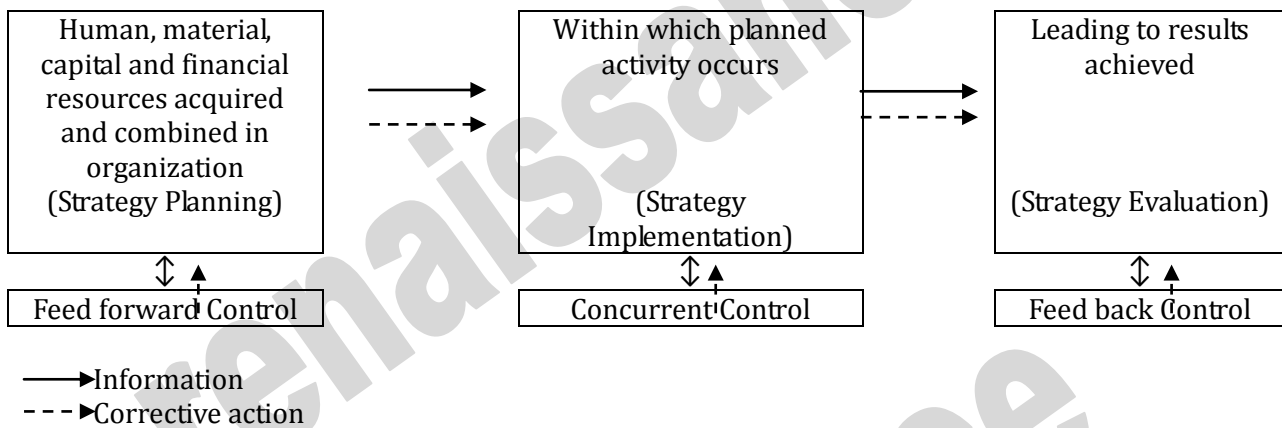 Human, material,
capital and financial
resources acquired
and combined in
organization
(Strategy Planning)
Within which planned
activity occurs
(Strategy
Implementation)
Leading to results
achieved
(Strategy Evaluation)
Feed forward Control
Concurrent Control
Feed back Control
Information
Corrective action
renaissance